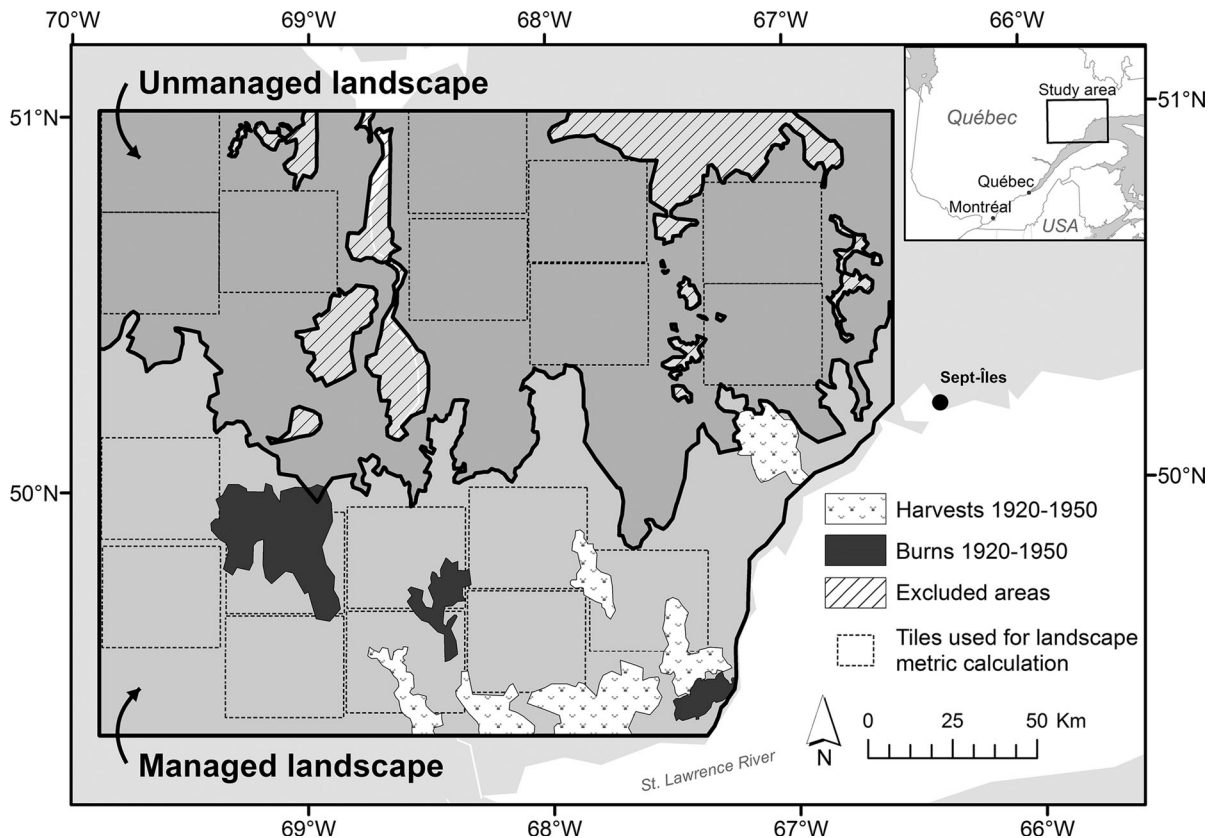 70°W 69°W 68°W 67°W 66°W
Unmanaged landscape
Study area
51°N
51°N
Québec
Québec
Montréal
USA
Sept-Îles
50°N
50°N
Harvests 1920-1950
Burns 1920-1950
Excluded areas
Tiles used for landscape
metric calculation
0 25 50 Km
N
Managed landscape
St. Lawrence River
69°W 68°W 67°W 66°W